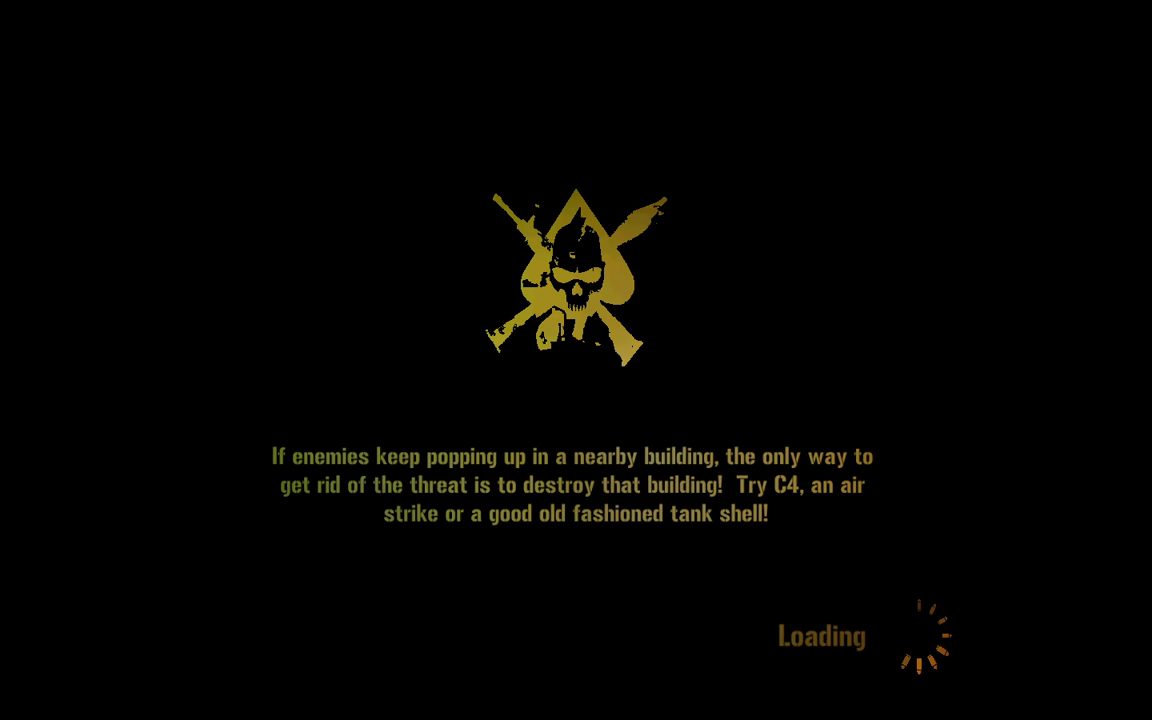 If enemies keep popping up in a nearby building, the only way to
get rid of the threat is to destroy that building!  Try C4, an air
strike or a good old fashioned tank shell!
Loading